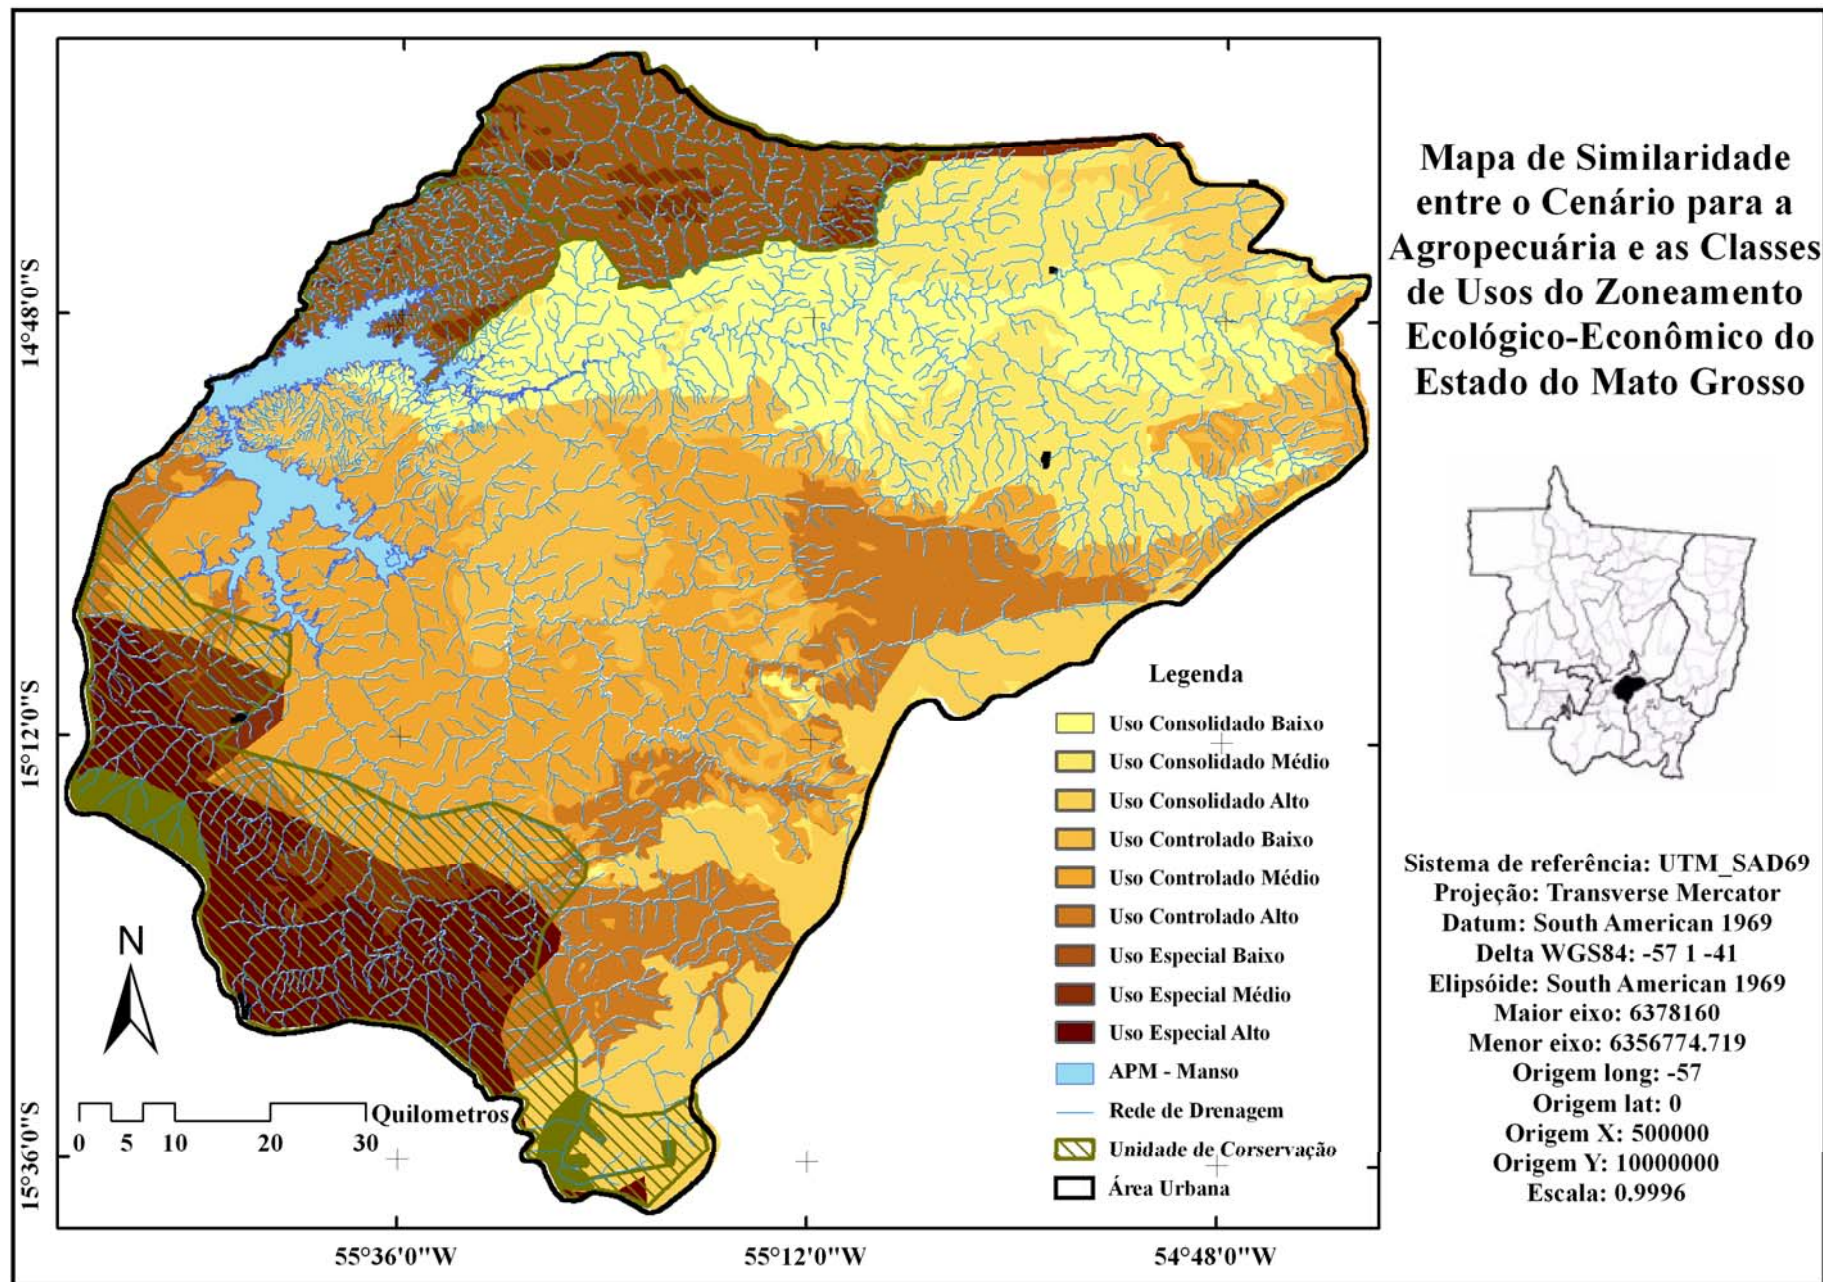 Mapa de Similaridade
entre o Cenário para a
Agropecuária e as Classes
de Usos do Zoneamento
Ecológico-Econômico do
Estado do Mato Grosso
14°48'0"S
15°12'0"S
15°36'0"S
55°36'0"W
55°12'0"W
54°48'0"W
N
Quilometros
0 5 10 20 30
Legenda
Uso Consolidado Baixo
Uso Consolidado Médio
Uso Consolidado Alto
Uso Controlado Baixo
Uso Controlado Médio
Uso Controlado Alto
Uso Especial Baixo
Uso Especial Médio
Uso Especial Alto
APM - Manso
Rede de Drenagem
Unidade de Corservação
Área Urbana
Sistema de referência: UTM_SAD69
Projeção: Transverse Mercator
Datum: South American 1969
Delta WGS84: -57 1 -41
Elipsóide: South American 1969
Maior eixo: 6378160
Menor eixo: 6356774.719
Origem long: -57
Origem lat: 0
Origem X: 500000
Origem Y: 10000000
Escala: 0.9996